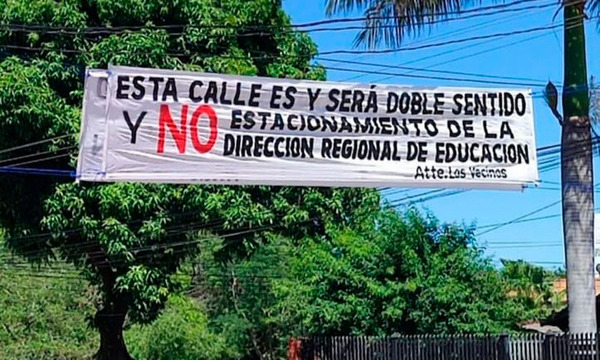 ESTA CALLE ES Y SERÁ DOBLE SENTIDO
Y NO ESTACIONAMIENTO DE LA
DIRECCION REGIONAL DE EDUCACION
Atte: Los Vecinos